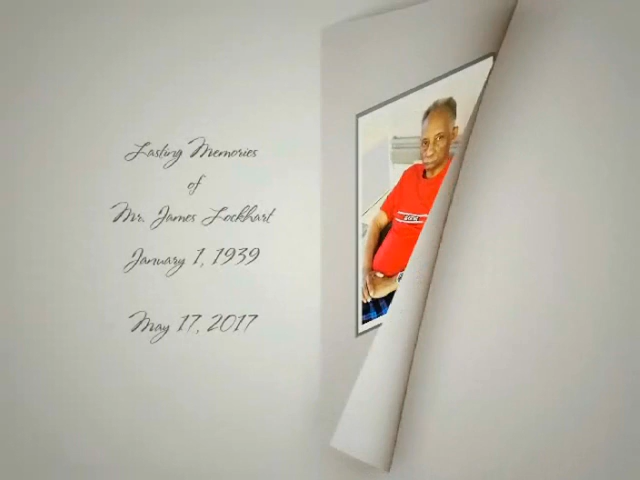 Lasting Memories
of
Mr. James Lockhart
January 1, 1939
May 17, 2017